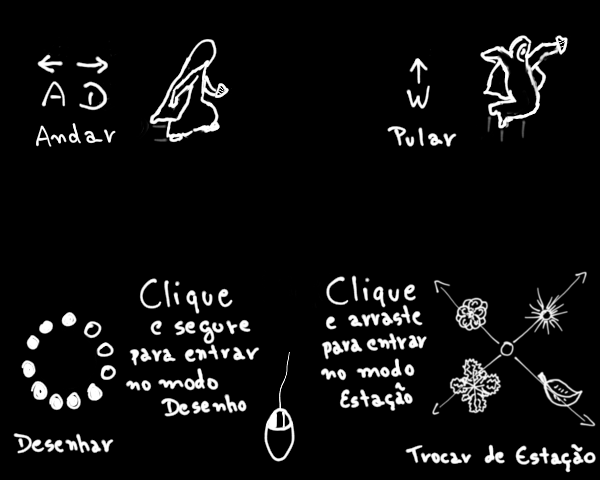 A D
Andar
W
Pular
Clique
e segure
para entrar
no modo
Desenho
Desenhar
Clique
e arraste
para entrar
no modo
Estação
Trocar de Estação